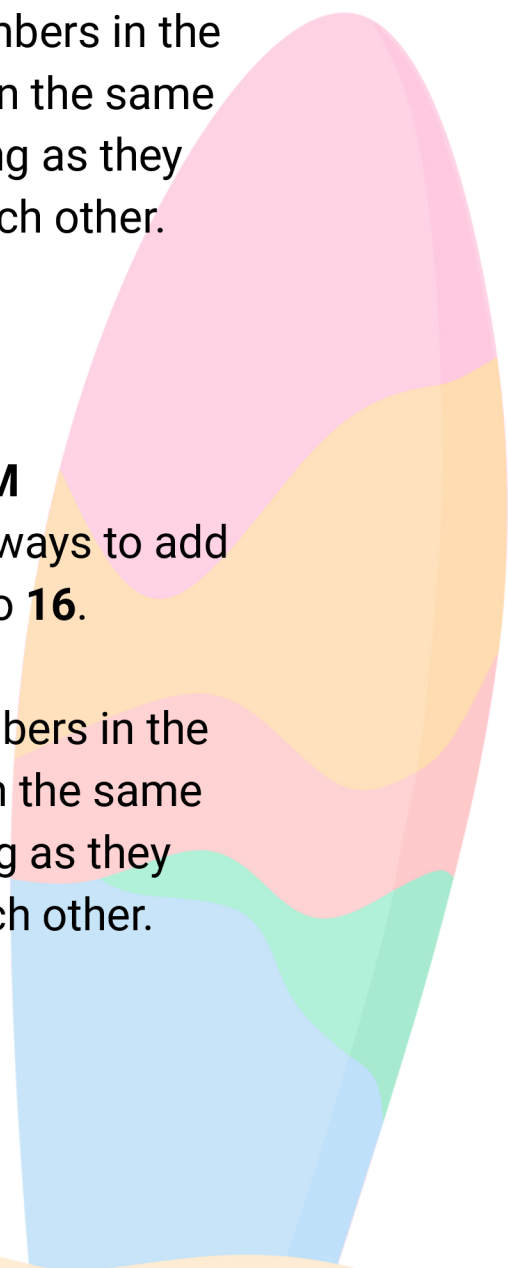 nbers in the
n the same
ng as they
ch other.
M
ways to add
o 16.
bers in the
n the same
g as they
ch other.